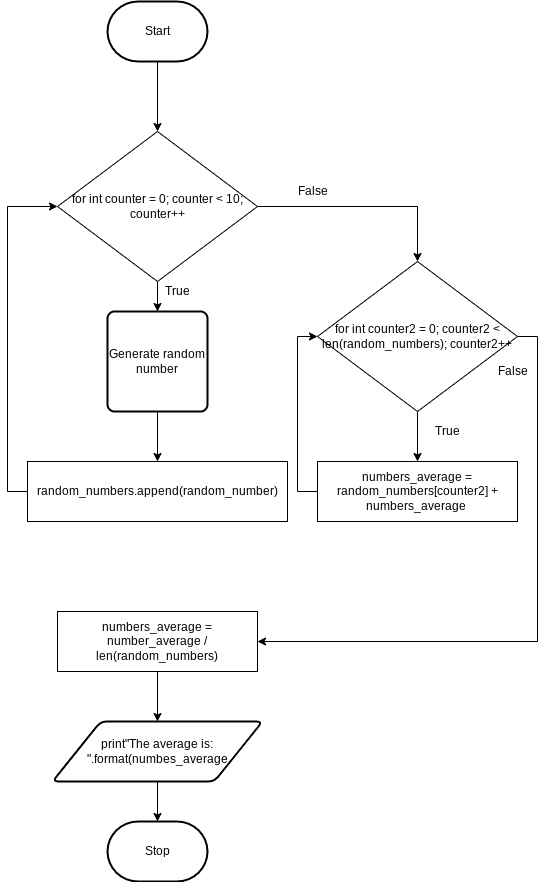 Start
for int counter = 0; counter < 10;
counter++
False
True
Generate random
number
random_numbers.append(random_number)
for int counter2 = 0; counter2 <
len(random_numbers); counter2++
False
True
numbers_average =
random_numbers[counter2] +
numbers_average
numbers_average =
number_average /
len(random_numbers)
print"The average is:
".format(numbes_average
Stop